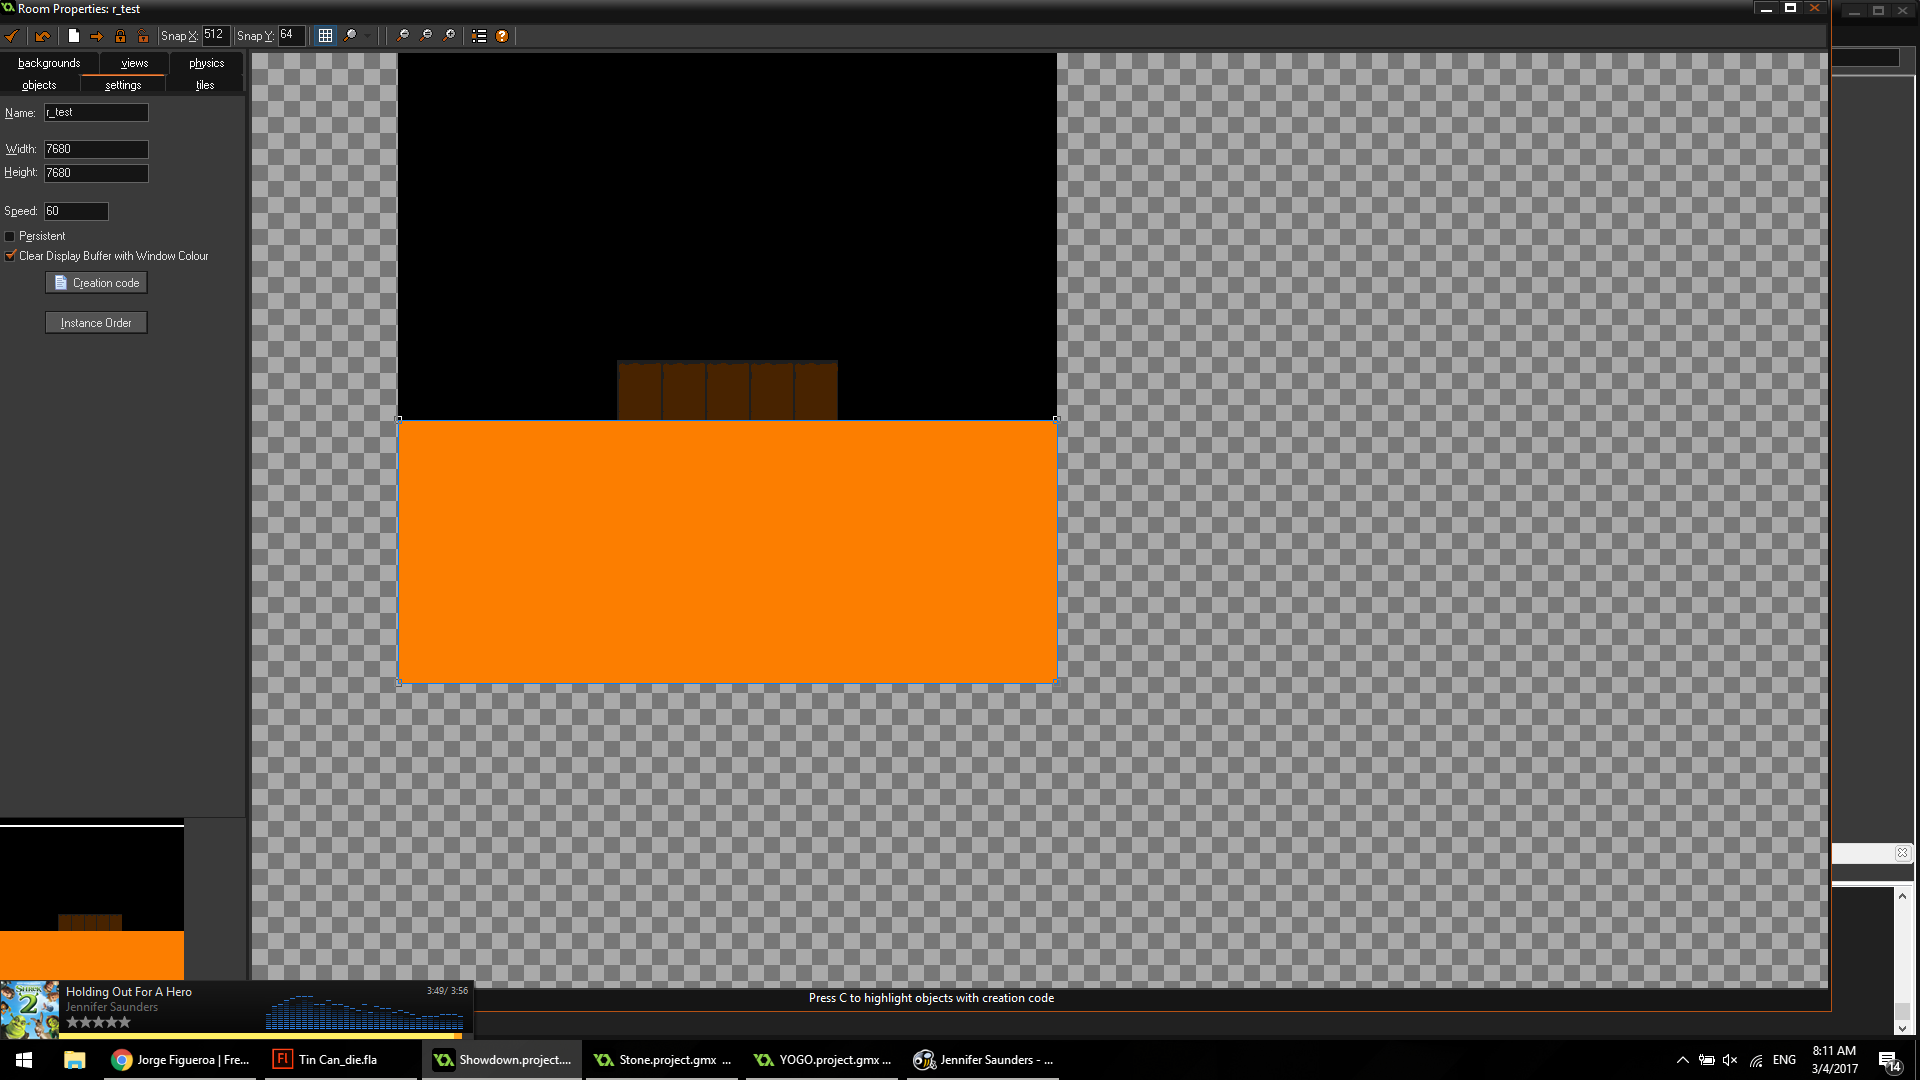 Room Properties: r_test
Snap X: 512 Snap Y: 64
backgrounds views physics
objects settings tiles
Name: r_test
Width: 7680
Height: 7680
Speed: 60
Persistent
Clear Display Buffer with Window Colour
Creation code
Instance Order
Press C to highlight objects with creation code
SHREK 2
Holding Out For A Hero
3:49/ 3:56
Jennifer Saunders
Jorge Figueroa | Fre...
Fl Tin Can_die.fla
Showdown.project....
Stone.project.gmx ...
YOGO.project.gmx ...
Jennifer Saunders - ...
ENG
8:11 AM
3/4/2017
14